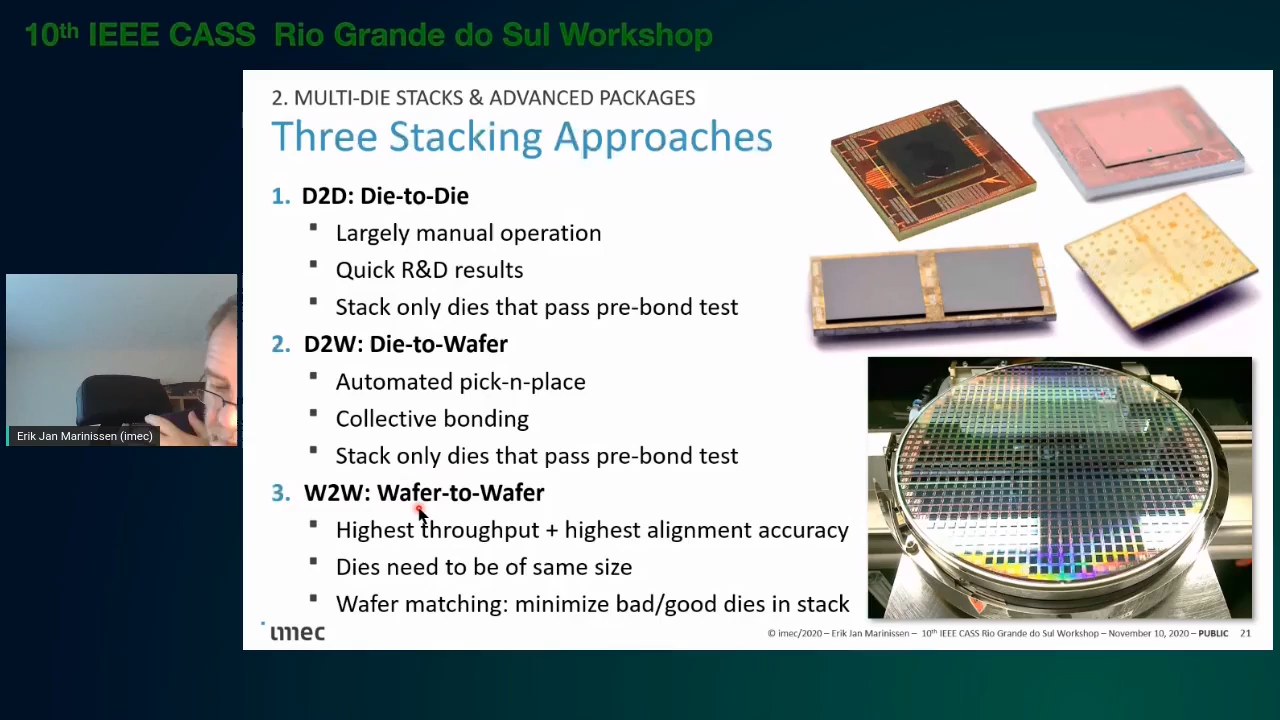 10th IEEE CASS Rio Grande do Sul Workshop
2. MULTI-DIE STACKS & ADVANCED PACKAGES
Three Stacking Approaches
1. D2D: Die-to-Die
▪ Largely manual operation
▪ Quick R&D results
▪ Stack only dies that pass pre-bond test
2. D2W: Die-to-Wafer
▪ Automated pick-n-place
▪ Collective bonding
▪ Stack only dies that pass pre-bond test
3. W2W: Wafer-to-Wafer
▪ Highest throughput + highest alignment accuracy
▪ Dies need to be of same size
▪ Wafer matching: minimize bad/good dies in stack
Erik Jan Marinissen (imec)
imec
© imec/2020 – Erik Jan Marinissen – 10th IEEE CASS Rio Grande do Sul Workshop – November 10, 2020 – PUBLIC 21